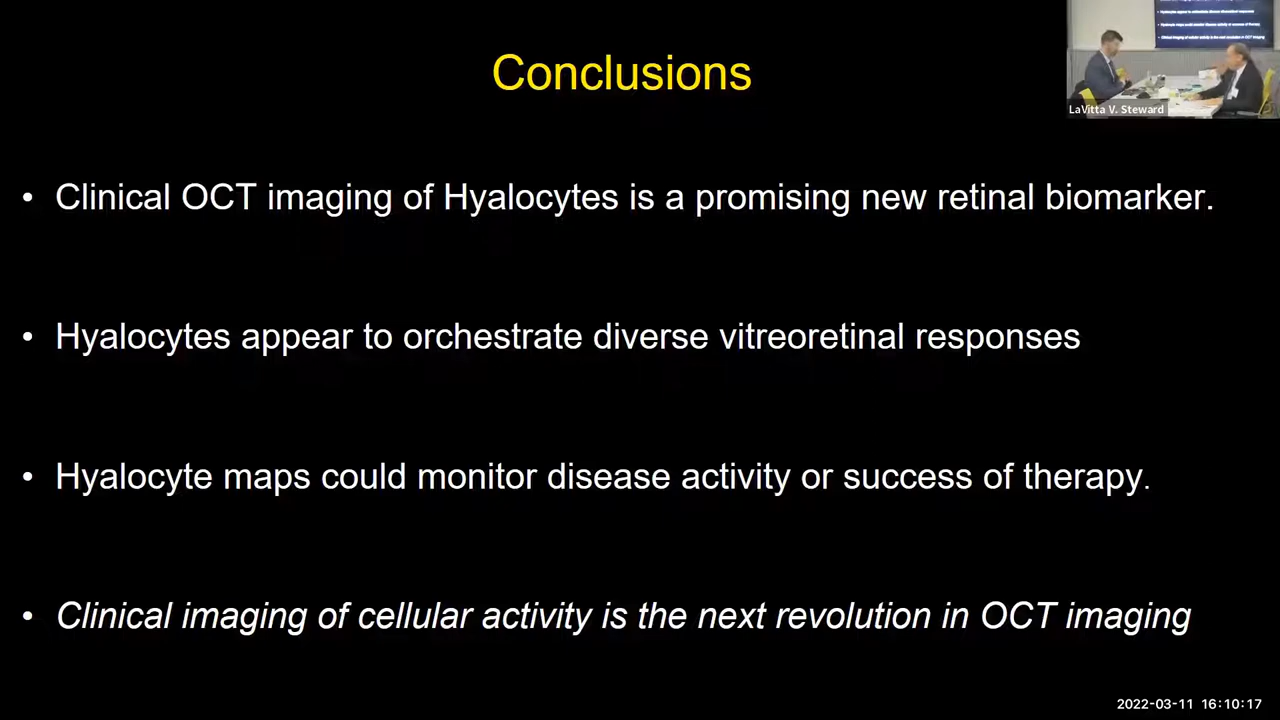 Conclusions
LaVitta V. Steward
• Clinical OCT imaging of Hyalocytes is a promising new retinal biomarker.
• Hyalocytes appear to orchestrate diverse vitreoretinal responses
• Hyalocyte maps could monitor disease activity or success of therapy.
• Clinical imaging of cellular activity is the next revolution in OCT imaging
2022-03-11 16:10:17